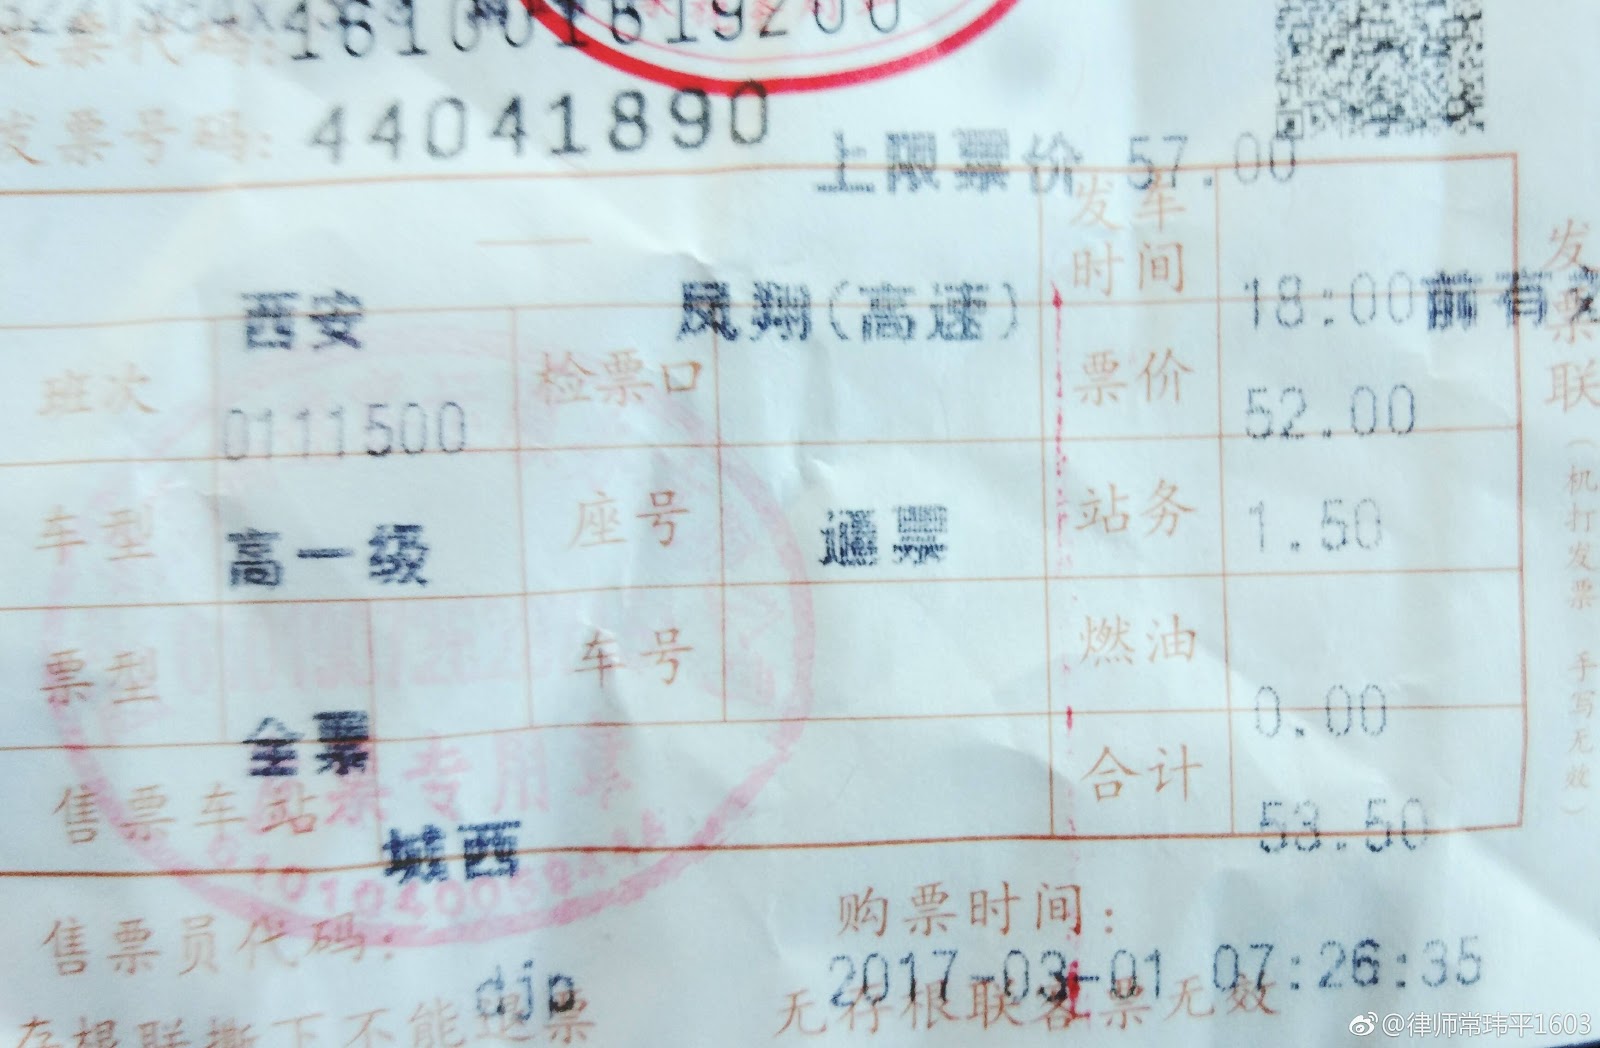 发票代码:161001619200
发票号码:44041890
上限票价 57.00
西安 — 凤翔(高速)
发车时间 18:00前有效
班次 0111500 检票口 票价 52.00
车型 高一级 座号 通票 站务 1.50
票型 全票 车号 燃油 0.00
售票车站 城西 合计 53.50
售票员代码: djp 购票时间: 2017-03-01 07:26:35
存根联撕下不能退票 无存根联客票无效
发票联(机打发票 手写无效)
专用章
@律师常玮平1603